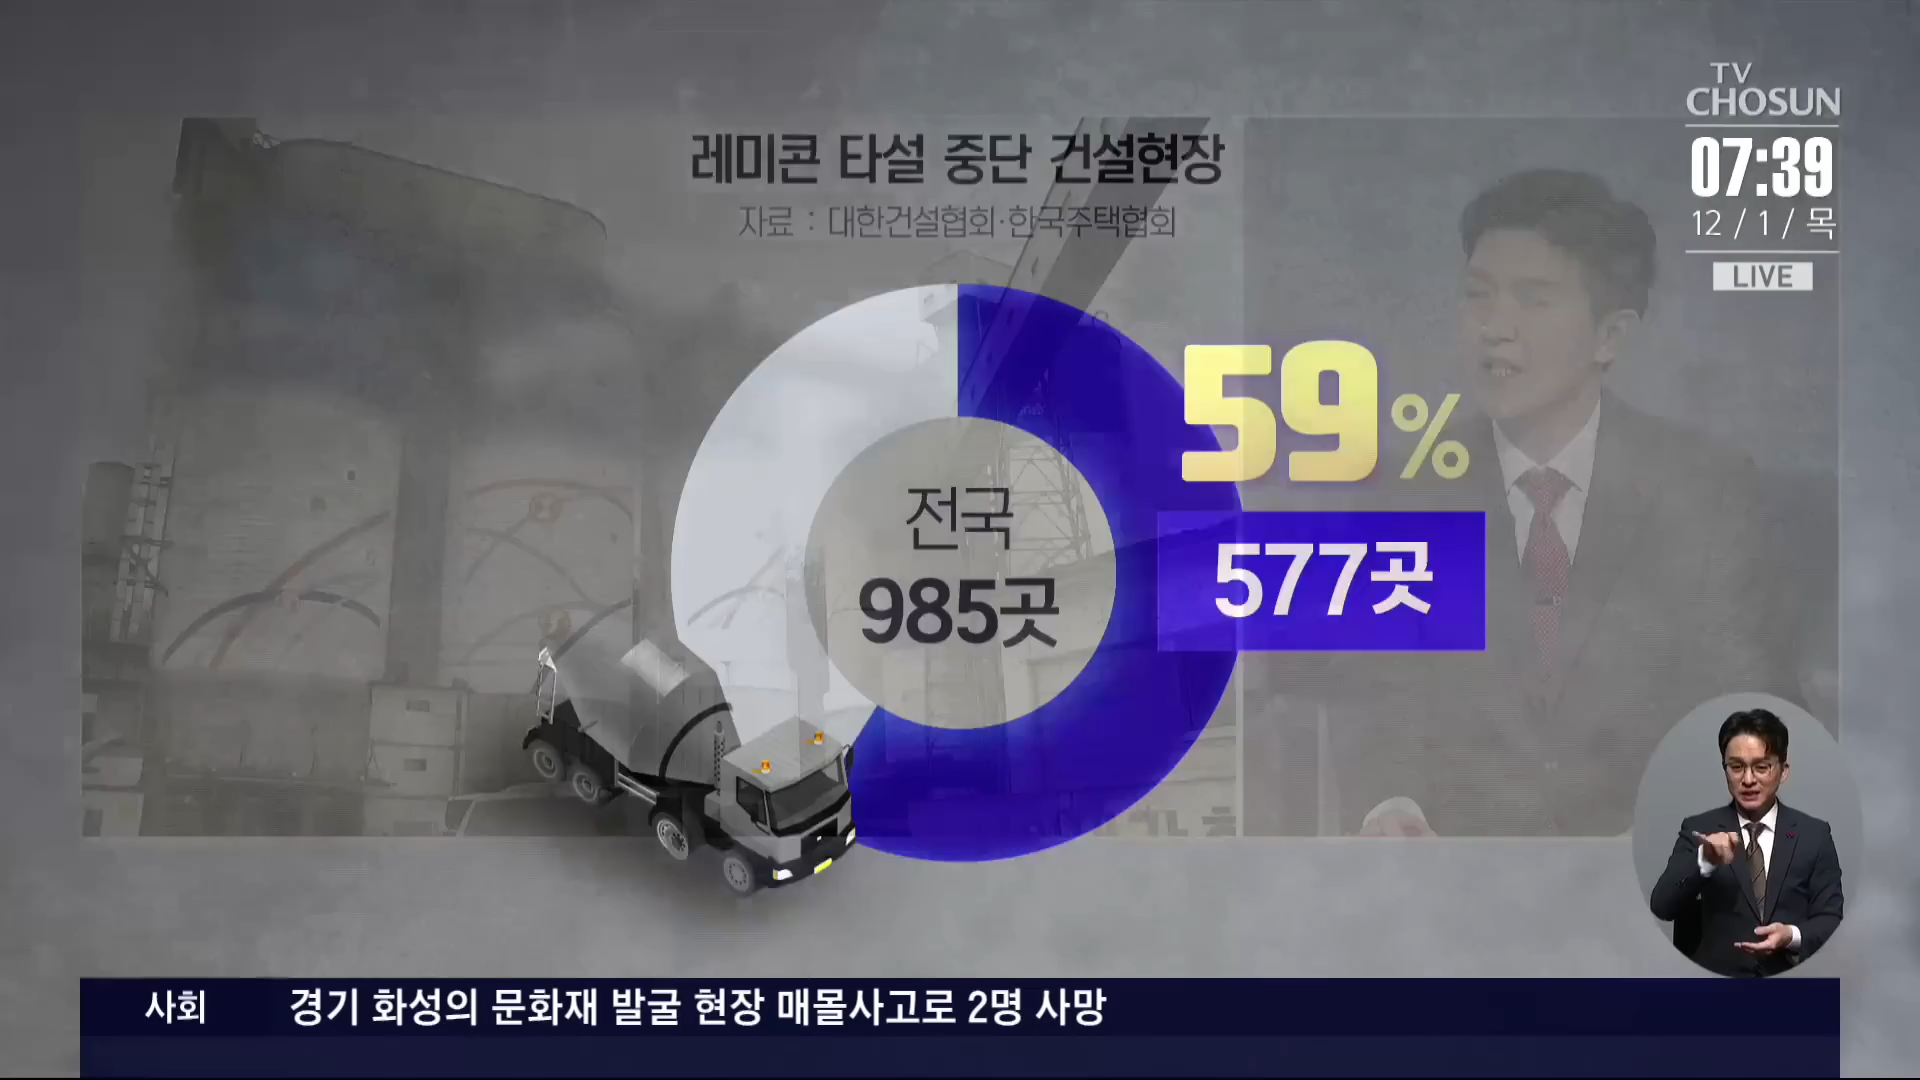 TV
CHOSUN
07:39
12 / 1 / 목
LIVE
레미콘 타설 중단 건설현장
자료 : 대한건설협회·한국주택협회
59%
577곳
전국
985곳
사회 경기 화성의 문화재 발굴 현장 매몰사고로 2명 사망